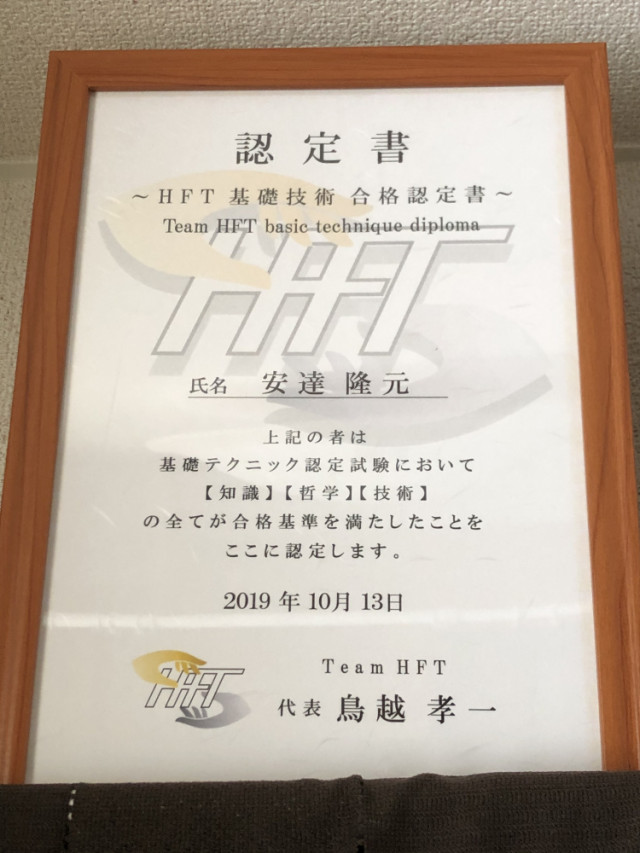 認定書
～HFT 基礎技術 合格認定書～
Team HFT basic technique diploma
HFT
氏名 安達 隆元
上記の者は
基礎テクニック認定試験において
【知識】【哲学】【技術】
の全てが合格基準を満たしたことを
ここに認定します。
2019 年 10月 13日
HFT
Team HFT
代表 鳥越 孝一